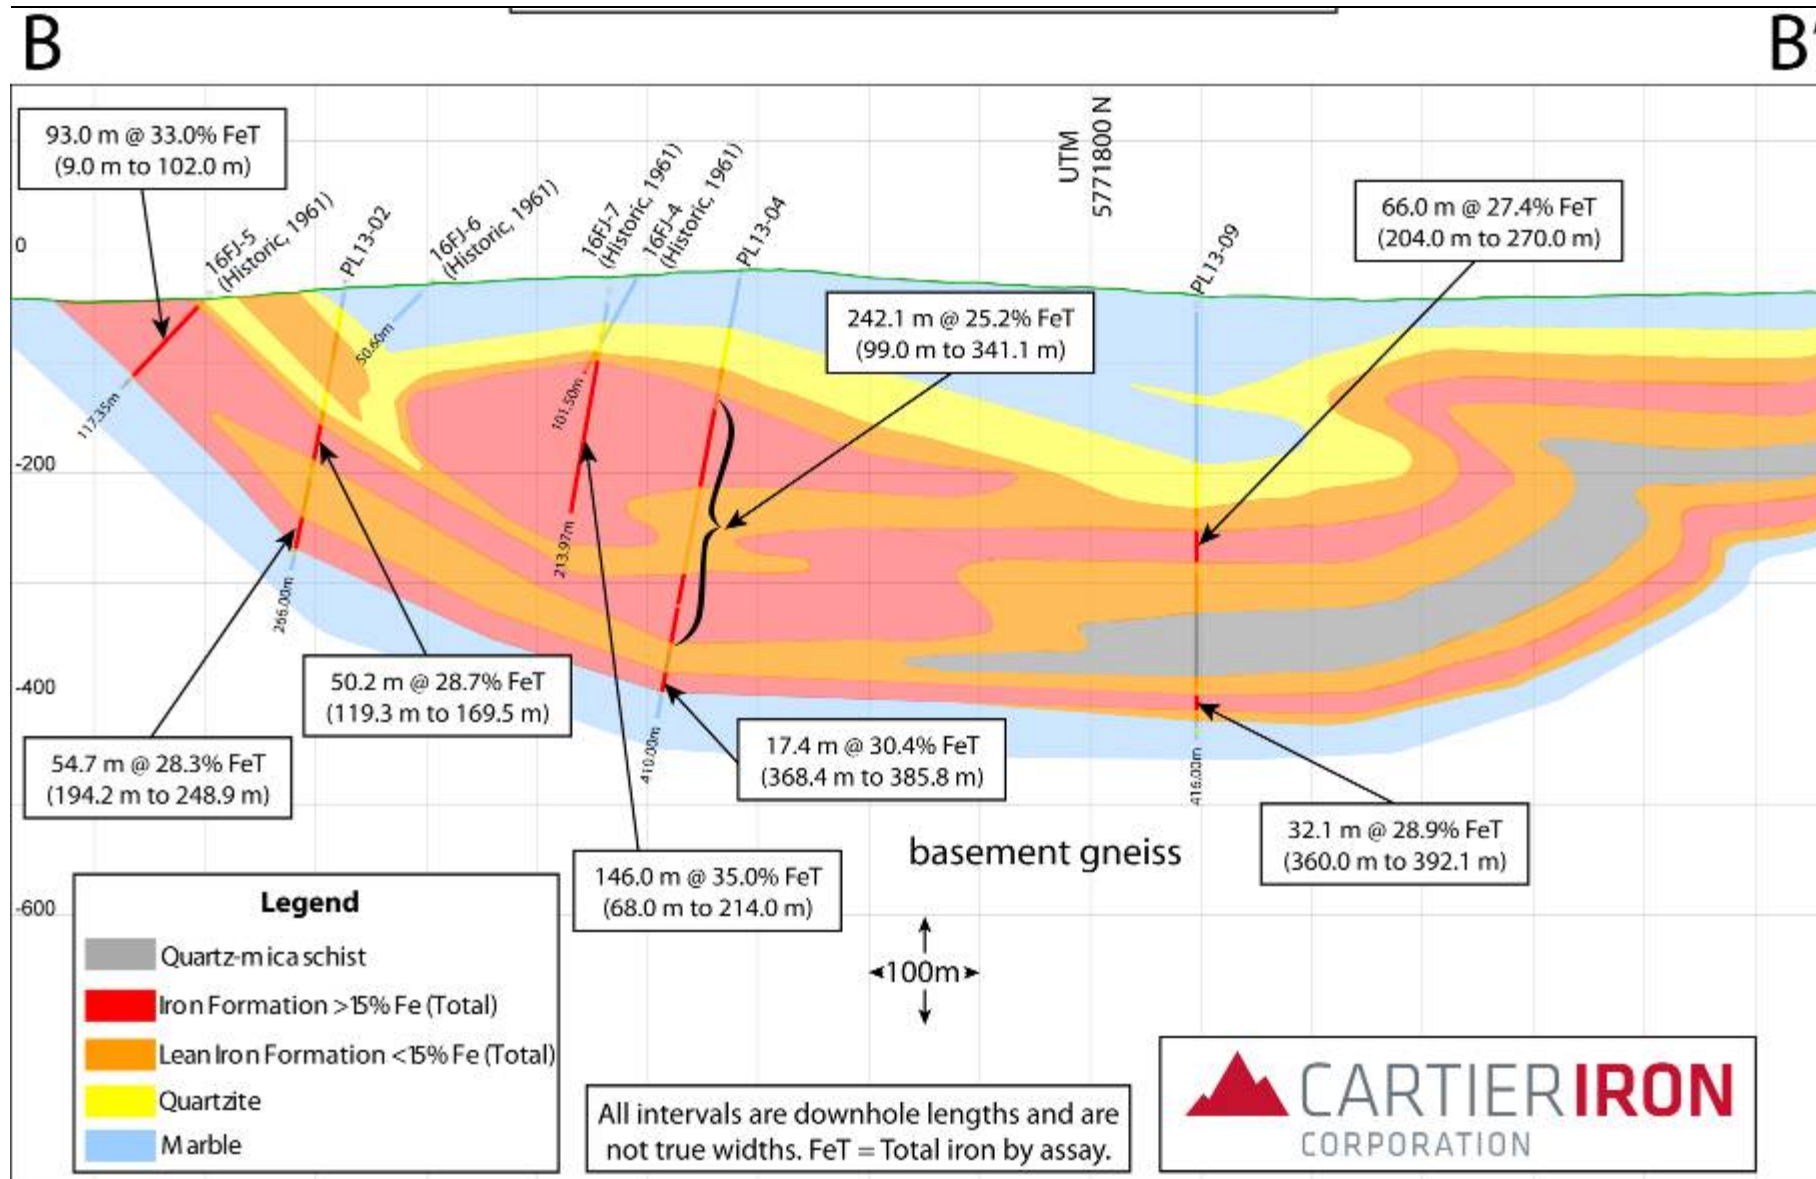 B
B'
UTM
5771800 N
93.0 m @ 33.0% FeT
(9.0 m to 102.0 m)
16FJ-5
(Historic, 1961)
PL13-02
16FJ-6
(Historic, 1961)
16FJ-7
(Historic, 1961)
16FJ-4
(Historic, 1961)
PL13-04
PL13-09
66.0 m @ 27.4% FeT
(204.0 m to 270.0 m)
242.1 m @ 25.2% FeT
(99.0 m to 341.1 m)
0
-200
-400
-600
117.35m
50.60m
101.50m
213.97m
266.00m
410.00m
416.00m
50.2 m @ 28.7% FeT
(119.3 m to 169.5 m)
54.7 m @ 28.3% FeT
(194.2 m to 248.9 m)
17.4 m @ 30.4% FeT
(368.4 m to 385.8 m)
146.0 m @ 35.0% FeT
(68.0 m to 214.0 m)
32.1 m @ 28.9% FeT
(360.0 m to 392.1 m)
basement gneiss
100m
Legend
Quartz-mica schist
Iron Formation >15% Fe (Total)
Lean Iron Formation <15% Fe (Total)
Quartzite
Marble
All intervals are downhole lengths and are
not true widths. FeT = Total iron by assay.
CARTIERIRON
CORPORATION